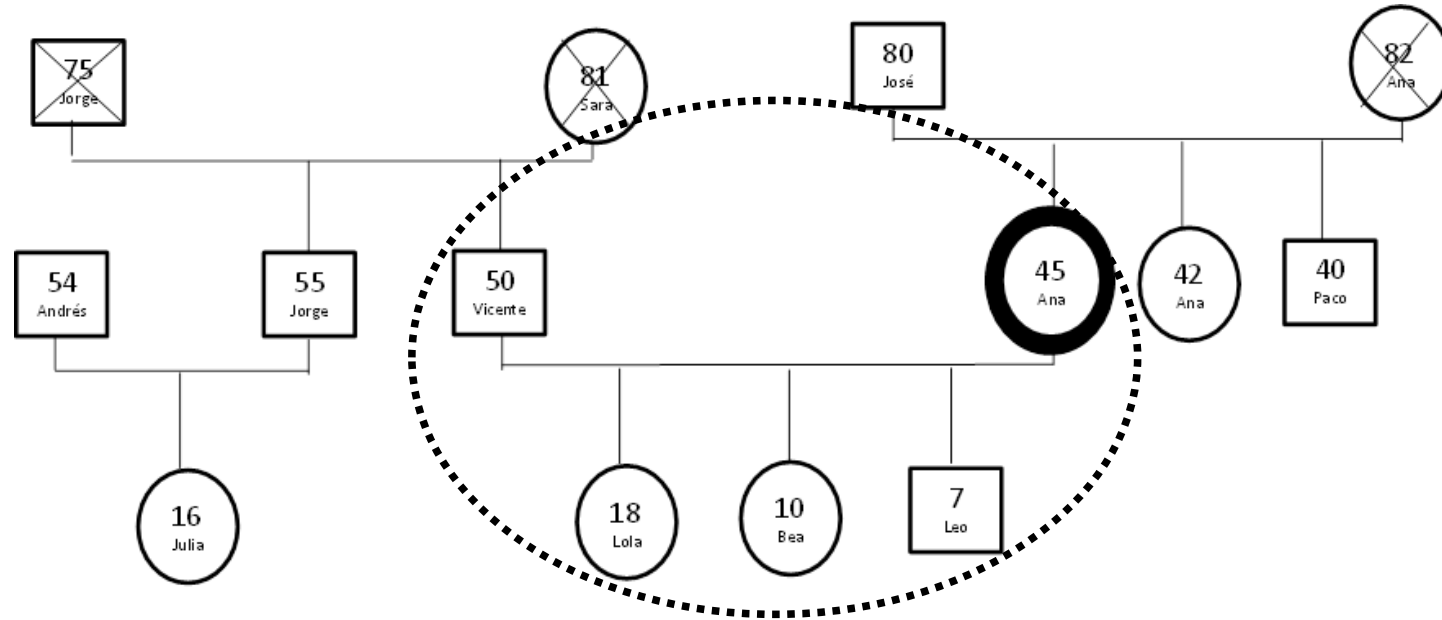 75
Jorge
81
Sara
80
José
82
Ana
54
Andrés
55
Jorge
50
Vicente
45
Ana
42
Ana
40
Paco
16
Julia
18
Lola
10
Bea
7
Leo